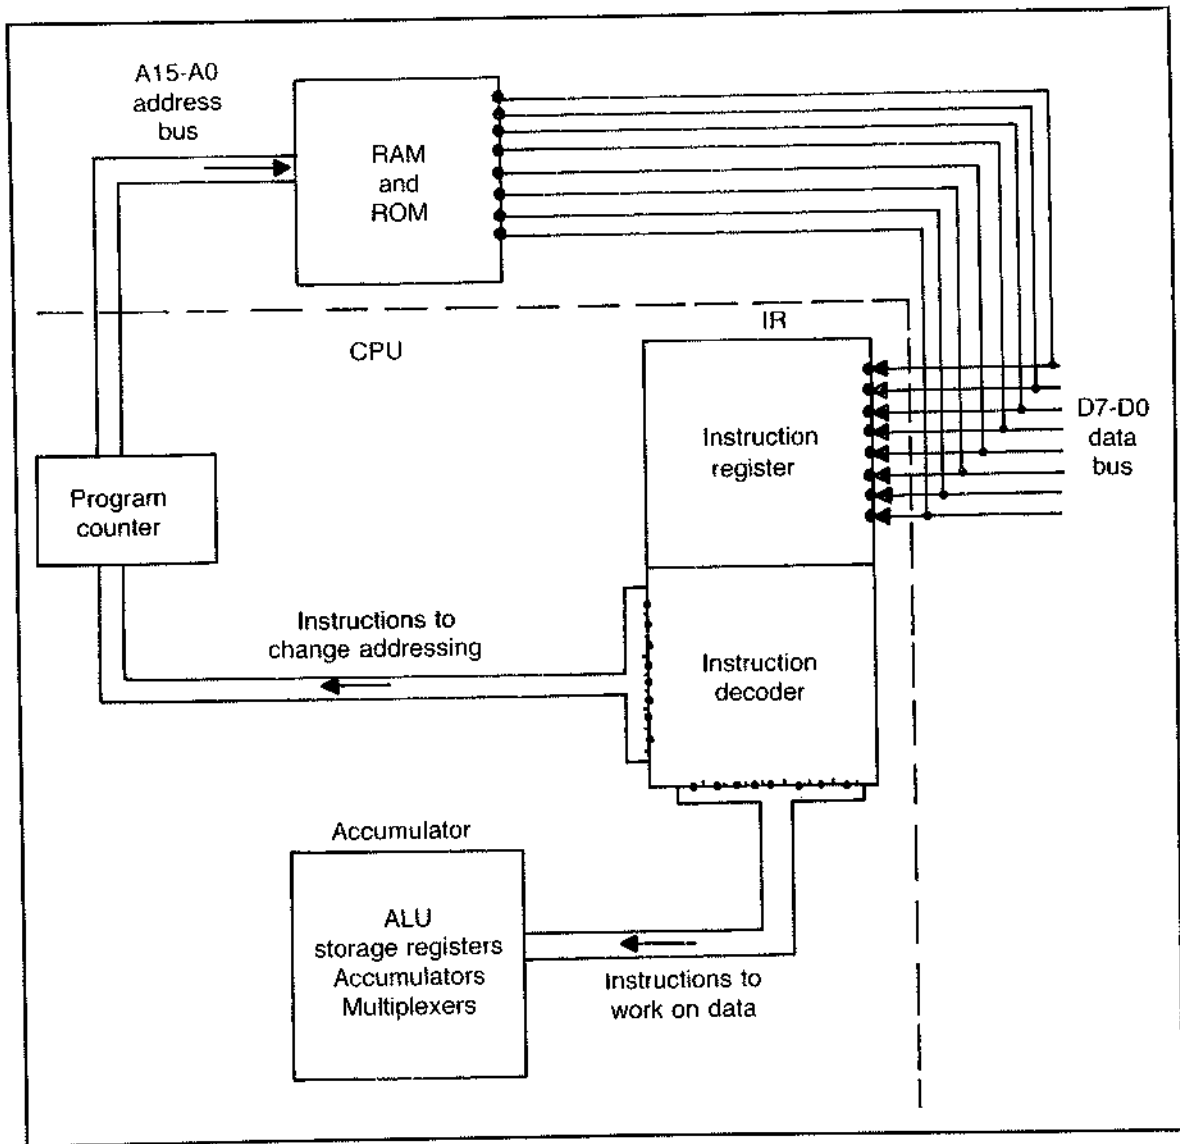 A15-A0
address
bus
RAM
and
ROM
IR
CPU
Instruction
register
D7-D0
data
bus
Program
counter
Instructions to
change addressing
Instruction
decoder
Accumulator
ALU
storage registers
Accumulators
Multiplexers
Instructions to
work on data